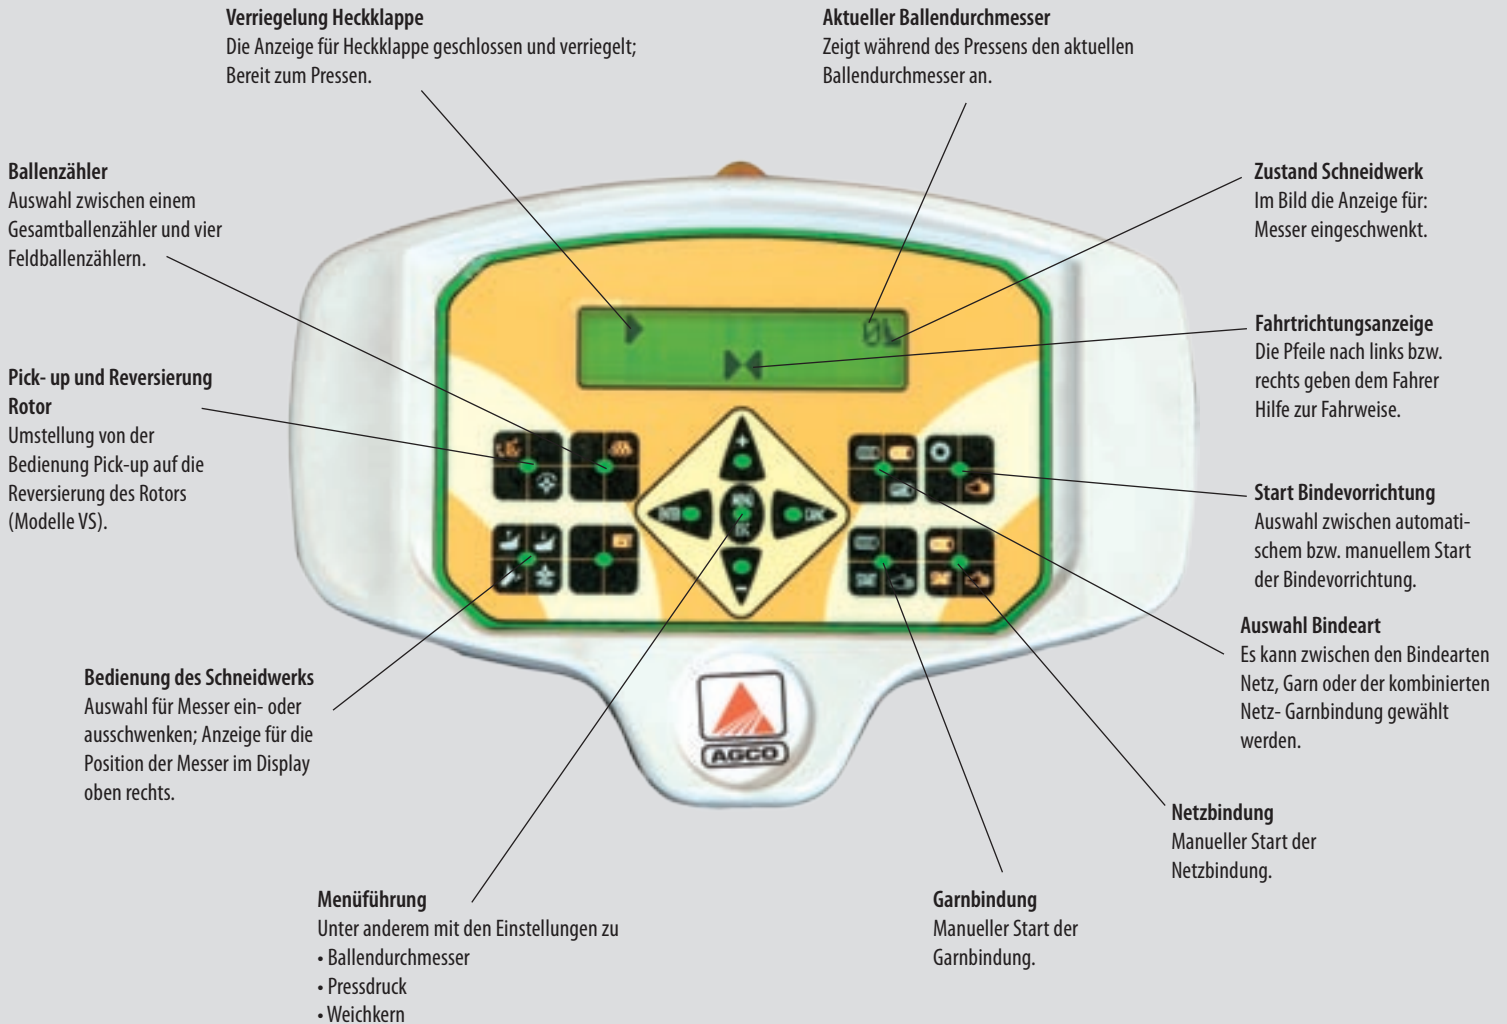 Verriegelung Heckklappe
Die Anzeige für Heckklappe geschlossen und verriegelt;
Bereit zum Pressen.
Aktueller Ballendurchmesser
Zeigt während des Pressens den aktuellen
Ballendurchmesser an.
Ballenzähler
Auswahl zwischen einem
Gesamtballenzähler und vier
Feldballenzählern.
Zustand Schneidwerk
Im Bild die Anzeige für:
Messer eingeschwenkt.
Fahrtrichtungsanzeige
Die Pfeile nach links bzw.
rechts geben dem Fahrer
Hilfe zur Fahrweise.
Pick- up und Reversierung
Rotor
Umstellung von der
Bedienung Pick-up auf die
Reversierung des Rotors
(Modelle VS).
0
+
ENTER
MENU
ESC
CANC
-
Start Bindevorrichtung
Auswahl zwischen automati-
schem bzw. manuellem Start
der Bindevorrichtung.
Auswahl Bindeart
Es kann zwischen den Bindearten
Netz, Garn oder der kombinierten
Netz- Garnbindung gewählt
werden.
Bedienung des Schneidwerks
Auswahl für Messer ein- oder
ausschwenken; Anzeige für die
Position der Messer im Display
oben rechts.
AGCO
Netzbindung
Manueller Start der
Netzbindung.
Menüführung
Unter anderem mit den Einstellungen zu
• Ballendurchmesser
• Pressdruck
• Weichkern
Garnbindung
Manueller Start der
Garnbindung.